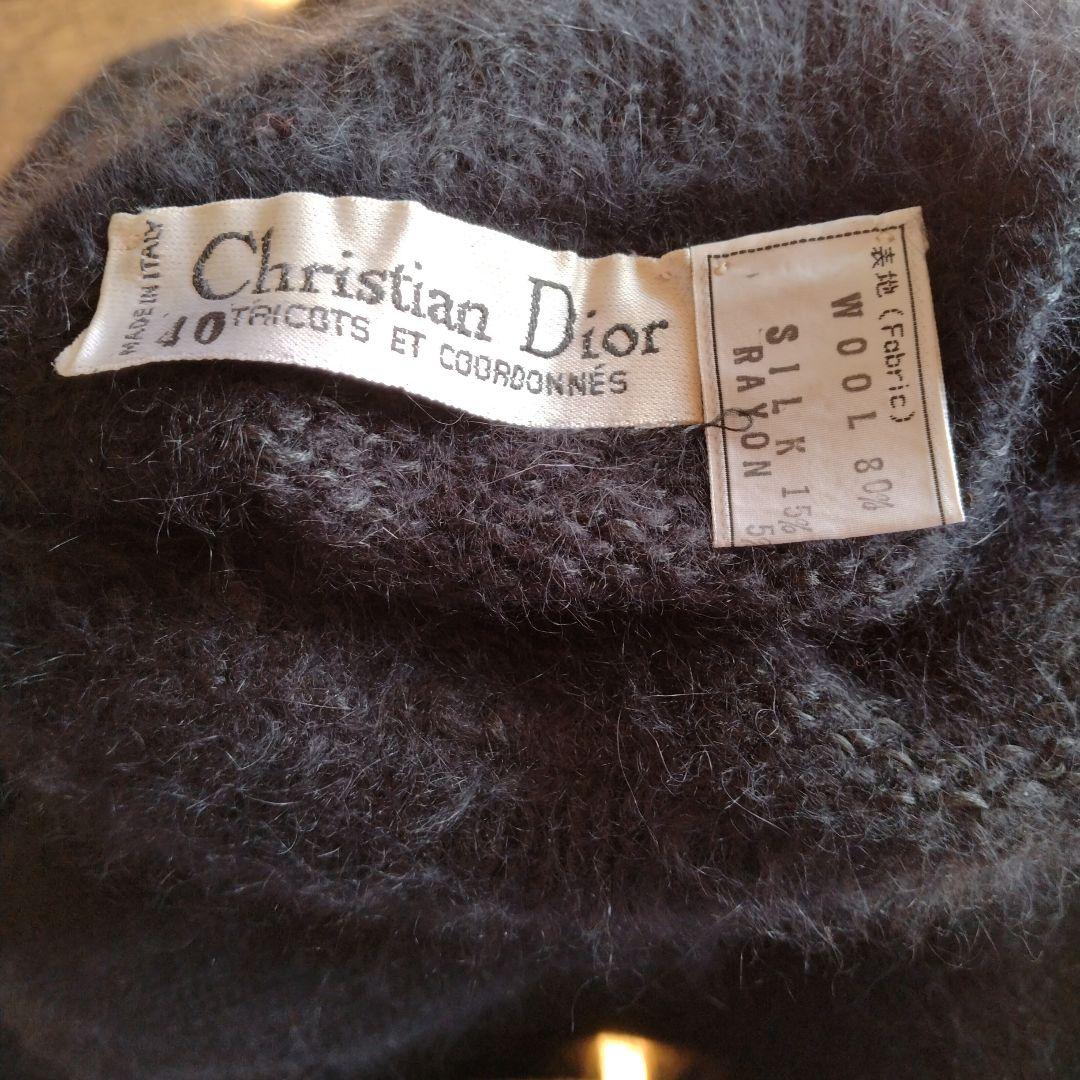 MADE IN ITALY
Christian Dior
40
TRICOTS ET COORDONNÉS
表地 (Fabric)
WOOL 80%
SILK 15%
RAYON 5